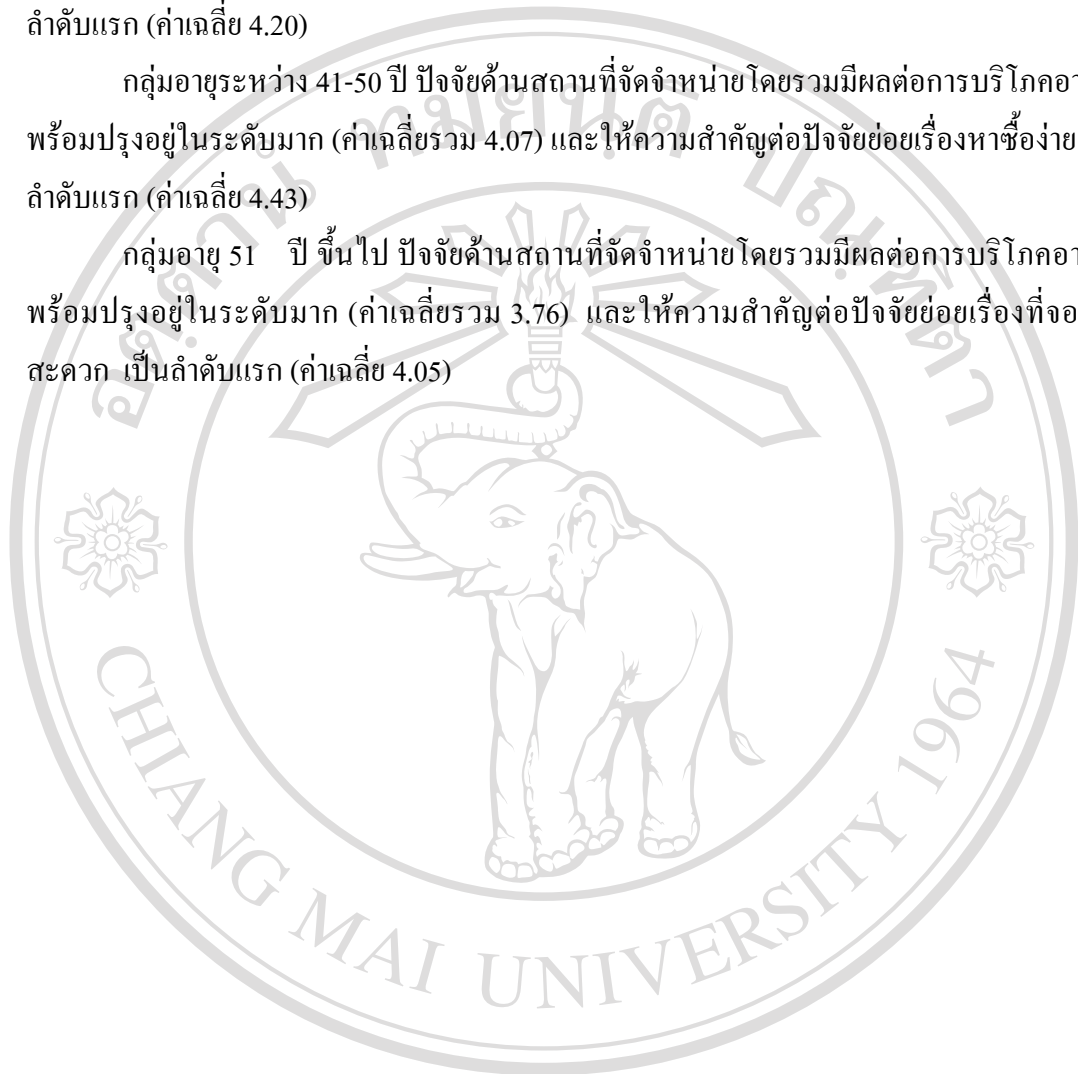 ลำดับแรก (ค่าเฉลี่ย 4.20)
กลุ่มอายุระหว่าง 41-50 ปี ปัจจัยด้านสถานที่จัดจำหน่ายโดยรวมมีผลต่อการบริโภคอา
พร้อมปรุงอยู่ในระดับมาก (ค่าเฉลี่ยรวม 4.07) และให้ความสำคัญต่อปัจจัยย่อยเรื่องหาซื้อง่าย
ลำดับแรก (ค่าเฉลี่ย 4.43)
กลุ่มอายุ 51 ปี ขึ้นไป ปัจจัยด้านสถานที่จัดจำหน่ายโดยรวมมีผลต่อการบริโภคอา
พร้อมปรุงอยู่ในระดับมาก (ค่าเฉลี่ยรวม 3.76) และให้ความสำคัญต่อปัจจัยย่อยเรื่องที่จอ
สะดวก เป็นลำดับแรก (ค่าเฉลี่ย 4.05)
อตฺตานํ ทมยนฺติ ปณฺฑิตา
CHIANG MAI UNIVERSITY 1964